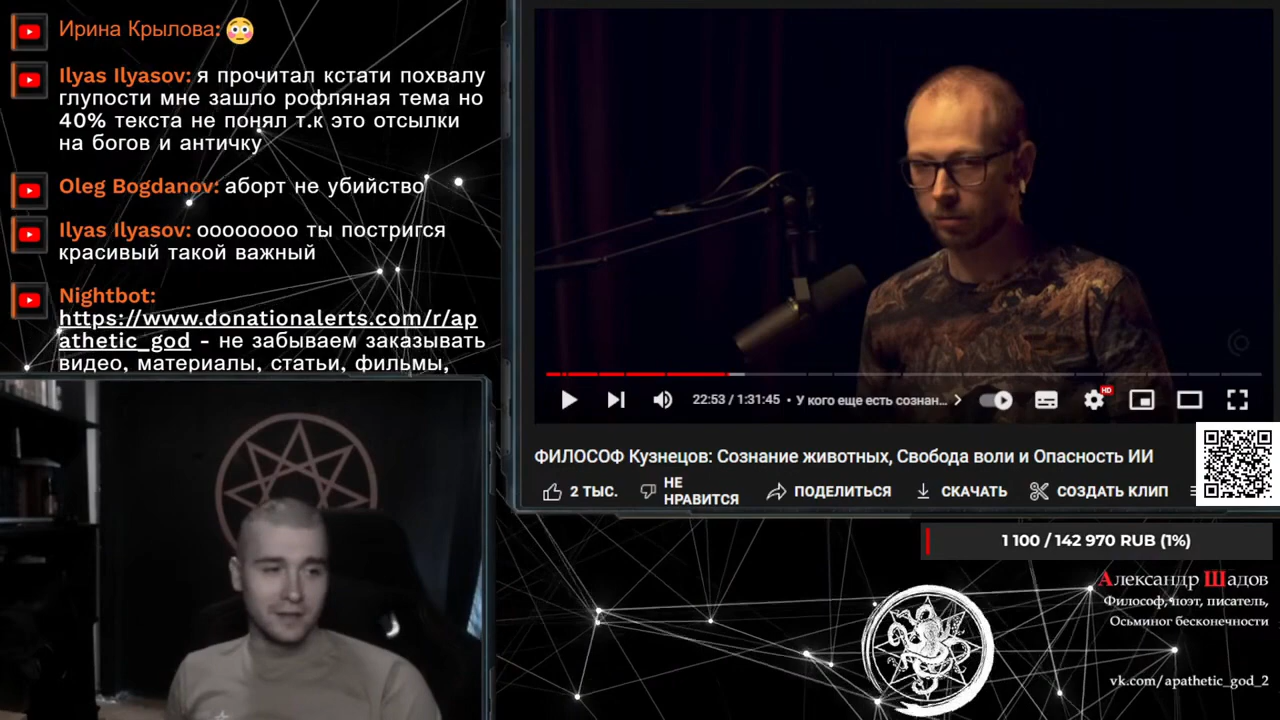 Ирина Крылова: 😳
Ilyas Ilyasov: я прочитал кстати похвалу
глупости мне зашло рофляная тема но
40% текста не понял т.к это отсылки
на богов и античку
Oleg Bogdanov: аборт не убийство
Ilyas Ilyasov: оооооооо ты постригся
красивый такой важный
Nightbot:
https://www.donationalerts.com/r/ap
athetic_god - не забываем заказывать
видео, материалы, статьи, фильмы,
22:53 / 1:31:45 • У кого еще есть сознан...
HD
ФИЛОСОФ Кузнецов: Сознание животных, Свобода воли и Опасность ИИ
2 ТЫС.
НЕ
НРАВИТСЯ
ПОДЕЛИТЬСЯ
СКАЧАТЬ
СОЗДАТЬ КЛИП
1 100 / 142 970 RUB (1%)
Александр Шадов
Философ, поэт, писатель,
Осьминог бесконечности
vk.com/apathetic_god_2